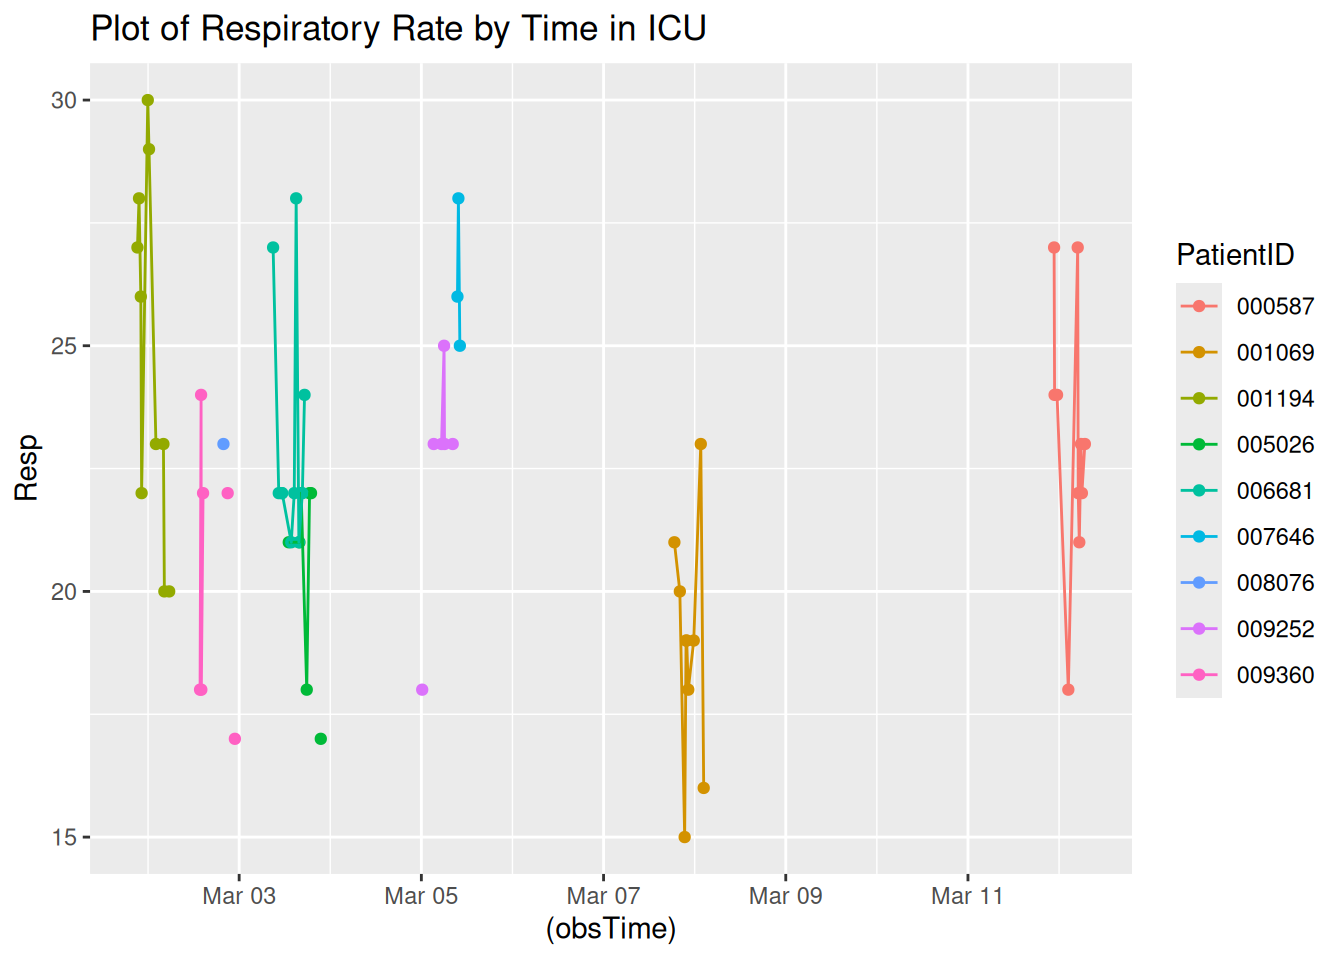 Plot of Respiratory Rate by Time in ICU
30
25
20
15
Resp
Mar 03
Mar 05
Mar 07
Mar 09
Mar 11
(obsTime)
PatientID
000587
001069
001194
005026
006681
007646
008076
009252
009360